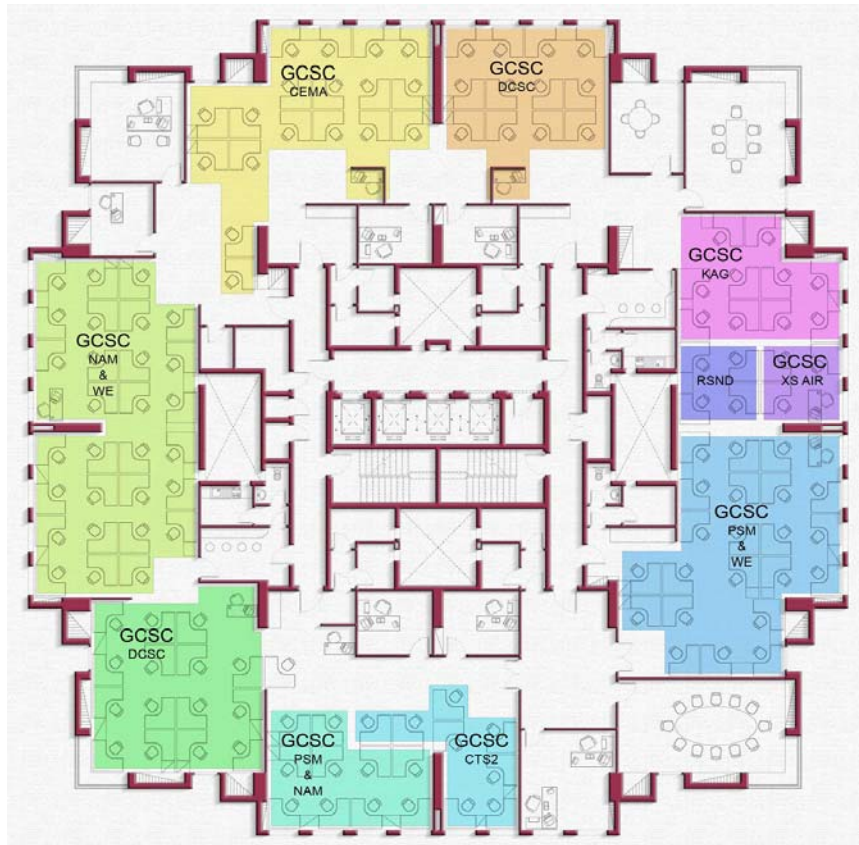 GCSC
CEMA
GCSC
DCSC
GCSC
KAG
GCSC
NAM
&
WE
RSND
GCSC
XS AIR
GCSC
PSM
&
WE
GCSC
DCSC
GCSC
PSM
&
NAM
GCSC
CTS2